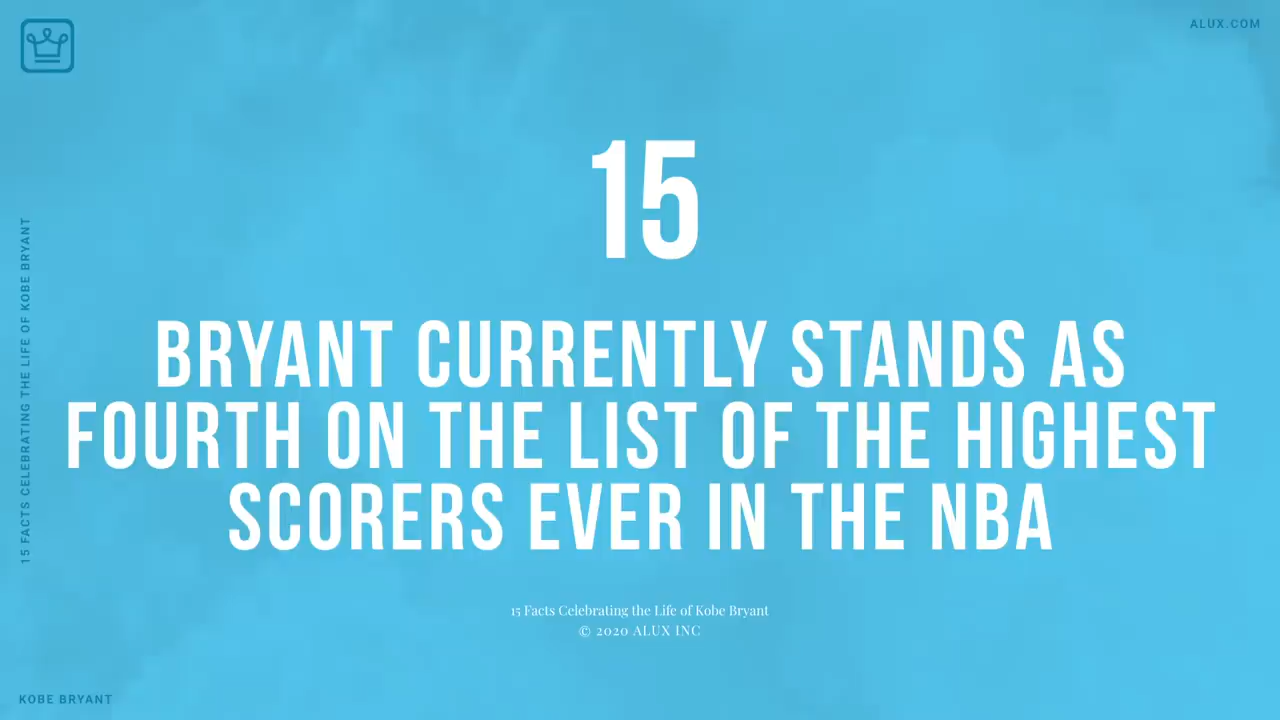 ALUX.COM
15
BRYANT CURRENTLY STANDS AS
FOURTH ON THE LIST OF THE HIGHEST
SCORERS EVER IN THE NBA
15 FACTS CELEBRATING THE LIFE OF KOBE BRYANT
15 Facts Celebrating the Life of Kobe Bryant
© 2020 ALUX INC
KOBE BRYANT